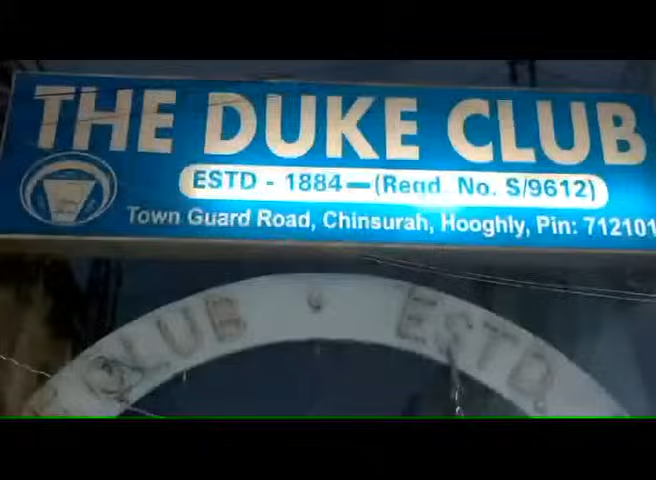 THE DUKE CLUB
ESTD - 1884 — (Regd. No. S/9612)
Town Guard Road, Chinsurah, Hooghly, Pin: 712101
CLUB • ESTD.